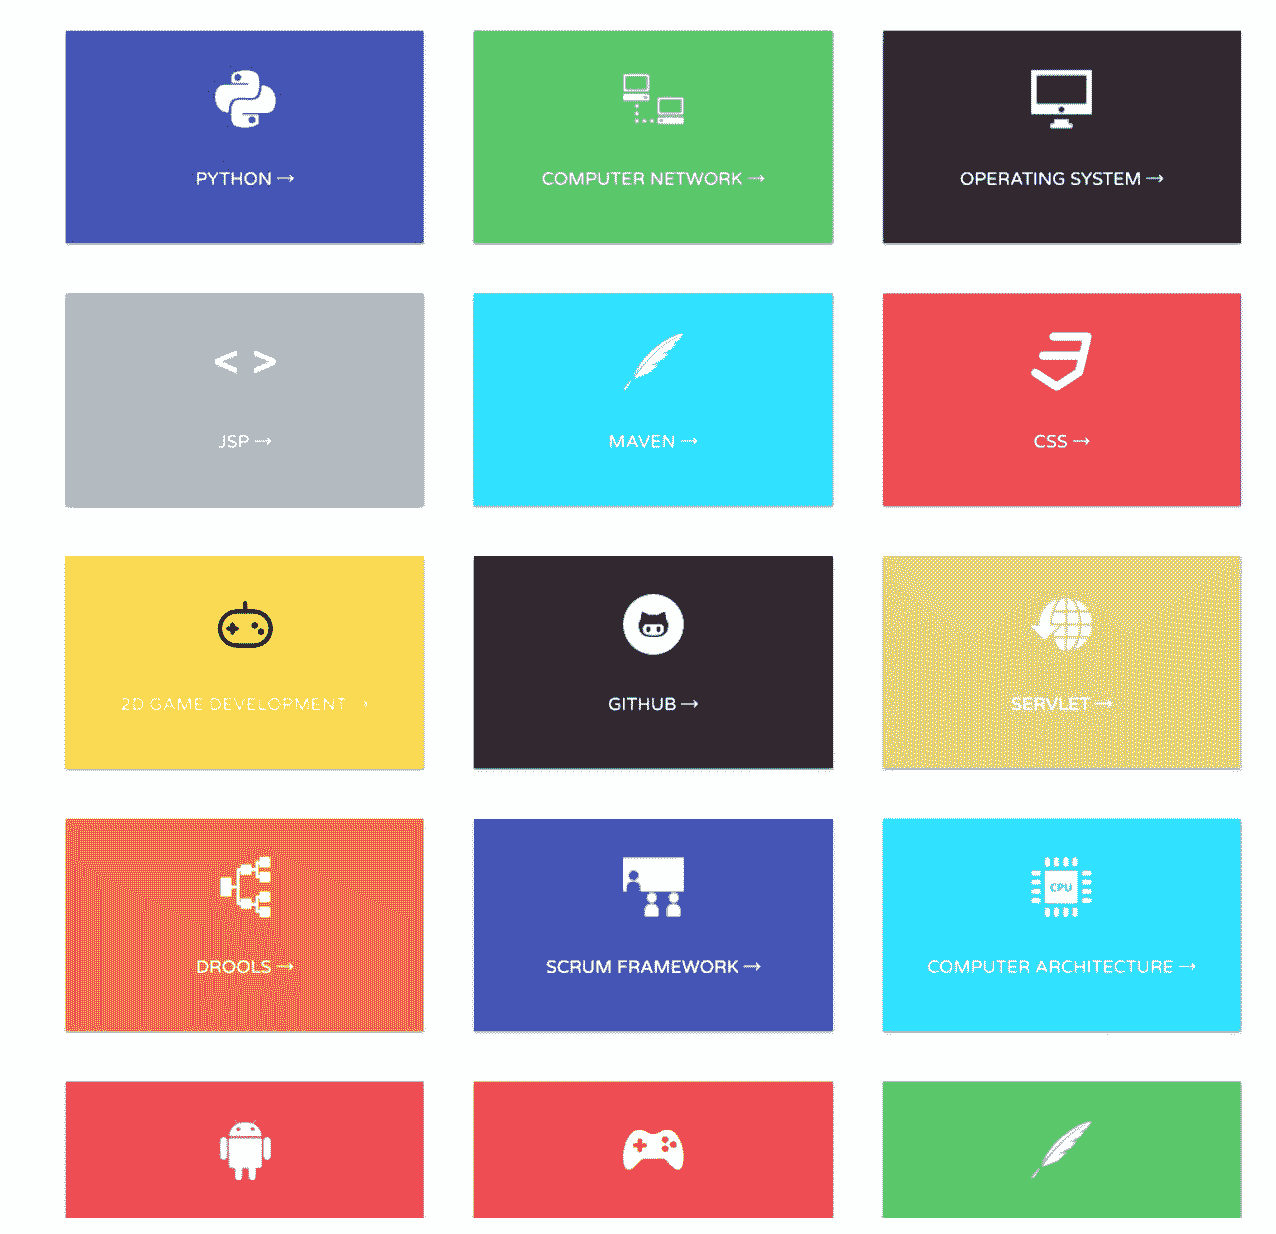 PYTHON →
COMPUTER NETWORK →
OPERATING SYSTEM →
< >
JSP →
MAVEN →
CSS →
2D GAME DEVELOPMENT →
GITHUB →
SERVLET →
DROOLS →
SCRUM FRAMEWORK →
CPU
COMPUTER ARCHITECTURE →